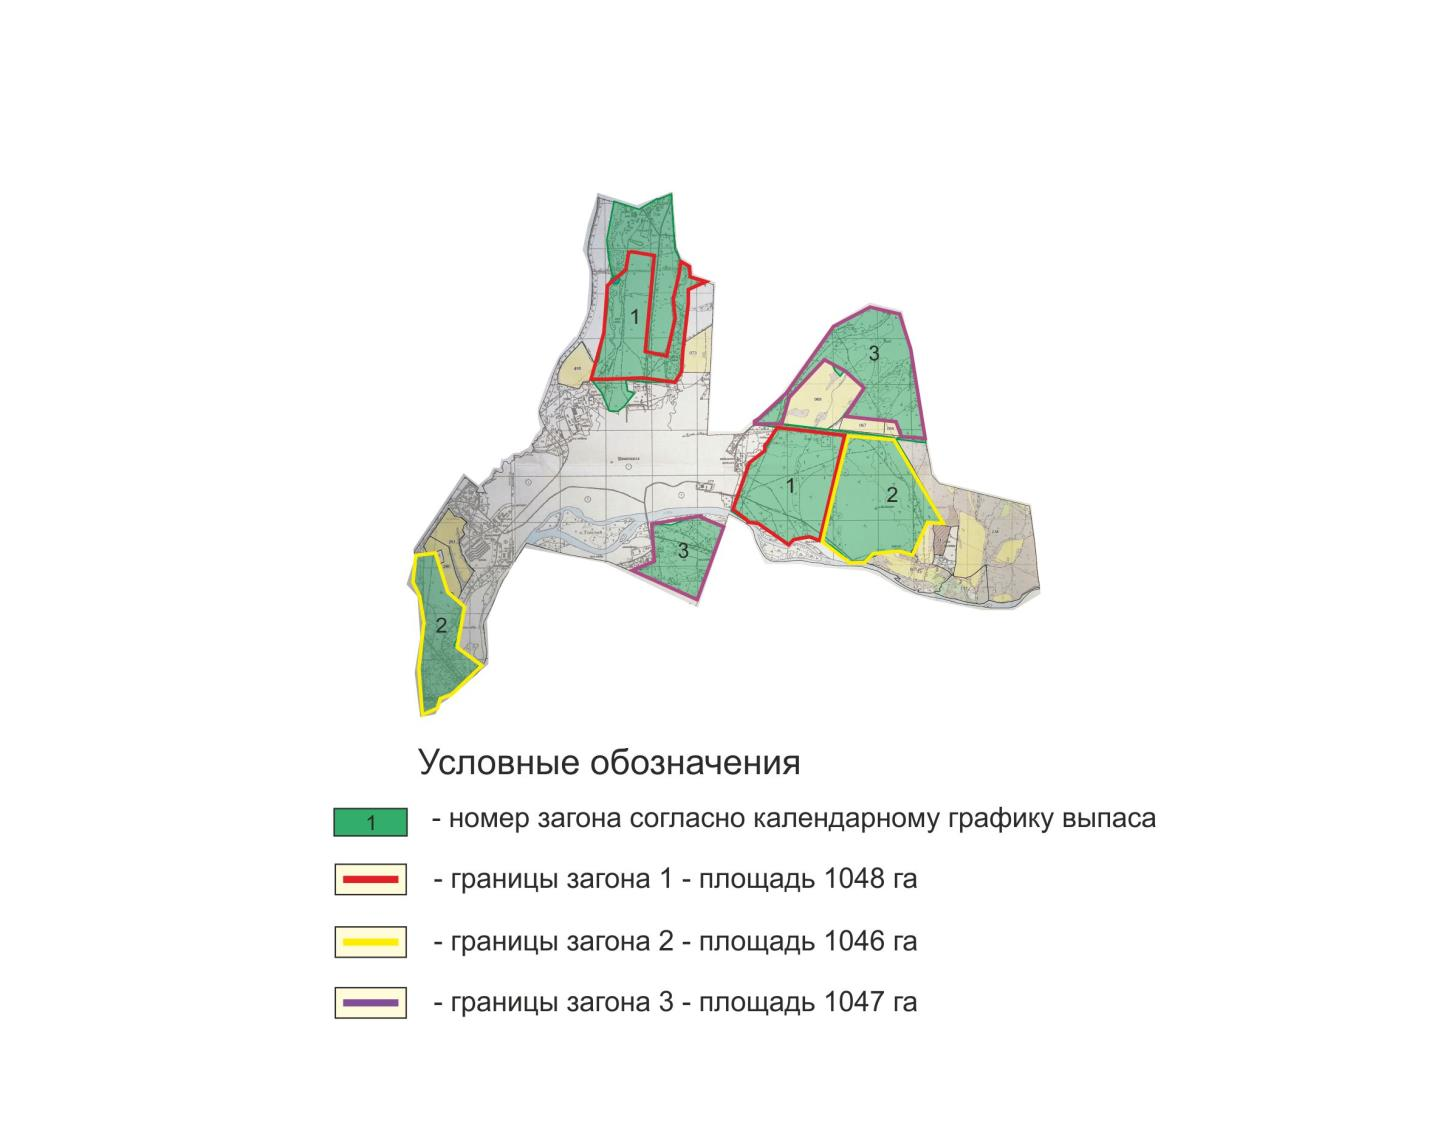 1
3
1
2
3
2
Условные обозначения
1 - номер загона согласно календарному графику выпаса
- границы загона 1 - площадь 1048 га
- границы загона 2 - площадь 1046 га
- границы загона 3 - площадь 1047 га